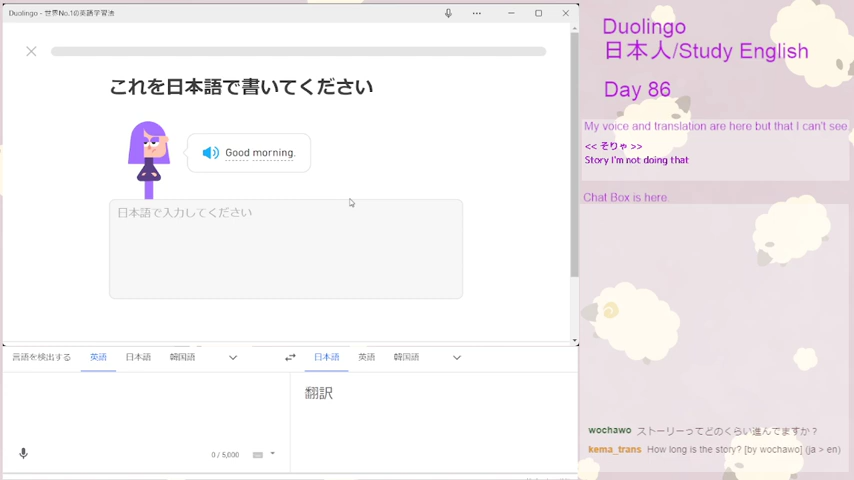 Duolingo - 世界No.1の英語学習法
これを日本語で書いてください
Good morning.
日本語で入力してください
言語を検出する 英語 日本語 韓国語
日本語 英語 韓国語
翻訳
0 / 5,000
Duolingo
日本人/Study English
Day 86
My voice and translation are here but that I can't see
<< そりゃ >>
Story I'm not doing that
Chat Box is here.
wochawo ストーリーってどのくらい進んでますか？
kema_trans How long is the story? [by wochawo] (ja > en)